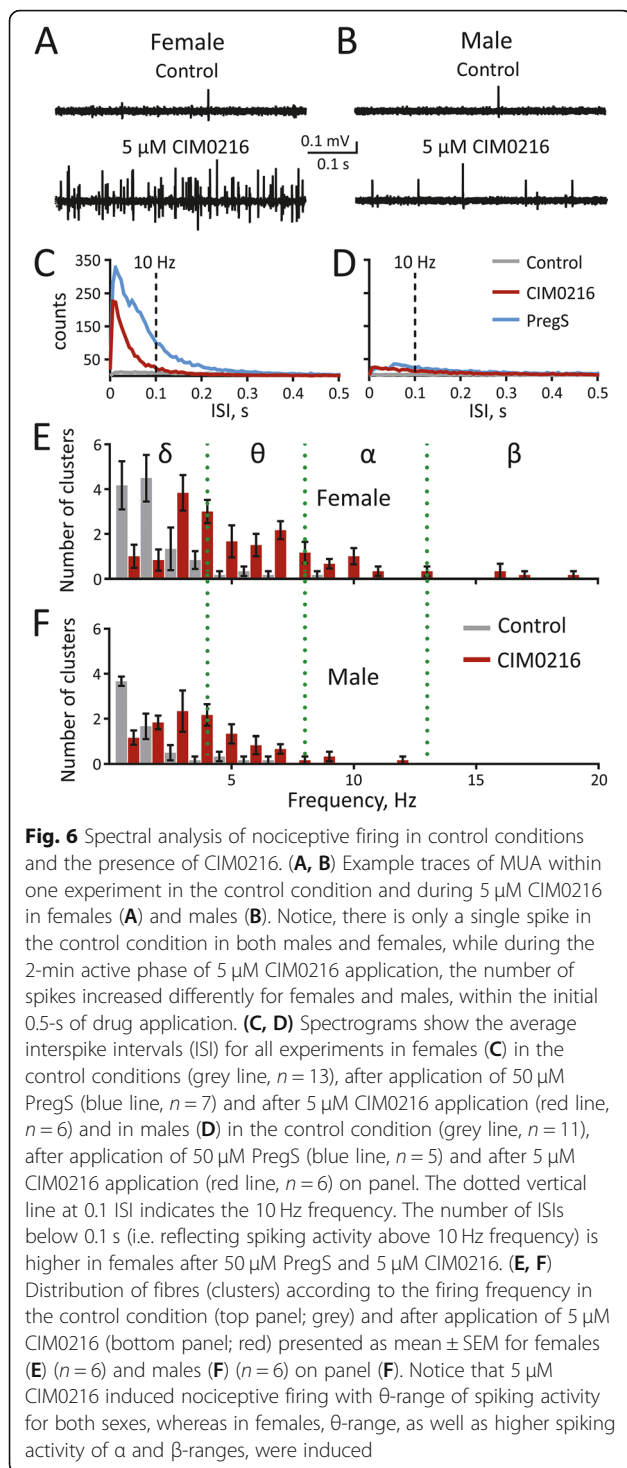 A Female B Male
Control Control
5 µM CIM0216 0.1 mV 5 µM CIM0216
0.1 s
C 350 10 Hz D 10 Hz Control
250 CIM0216
150 PregS
50
counts
0 0.1 0.2 0.3 0.4 0.5 0 0.1 0.2 0.3 0.4 0.5
ISI, s ISI, s
E 6 δ θ α β
4 Female
2
0
Number of clusters
F 6 Control
4 Male CIM0216
2
0
Number of clusters
5 10 15 20
Frequency, Hz
Fig. 6 Spectral analysis of nociceptive firing in control conditions
and the presence of CIM0216. (A, B) Example traces of MUA within
one experiment in the control condition and during 5 µM CIM0216
in females (A) and males (B). Notice, there is only a single spike in
the control condition in both males and females, while during the
2-min active phase of 5 µM CIM0216 application, the number of
spikes increased differently for females and males, within the initial
0.5-s of drug application. (C, D) Spectrograms show the average
interspike intervals (ISI) for all experiments in females (C) in the
control conditions (grey line, n = 13), after application of 50 µM
PregS (blue line, n = 7) and after 5 µM CIM0216 application (red line,
n = 6) and in males (D) in the control condition (grey line, n = 11),
after application of 50 µM PregS (blue line, n = 5) and after 5 µM
CIM0216 application (red line, n = 6) on panel. The dotted vertical
line at 0.1 ISI indicates the 10 Hz frequency. The number of ISIs
below 0.1 s (i.e. reflecting spiking activity above 10 Hz frequency) is
higher in females after 50 µM PregS and 5 µM CIM0216. (E, F)
Distribution of fibres (clusters) according to the firing frequency in
the control condition (top panel; grey) and after application of 5 µM
CIM0216 (bottom panel; red) presented as mean ± SEM for females
(E) (n = 6) and males (F) (n = 6) on panel (F). Notice that 5 µM
CIM0216 induced nociceptive firing with θ-range of spiking activity
for both sexes, whereas in females, θ-range, as well as higher spiking
activity of α and β-ranges, were induced